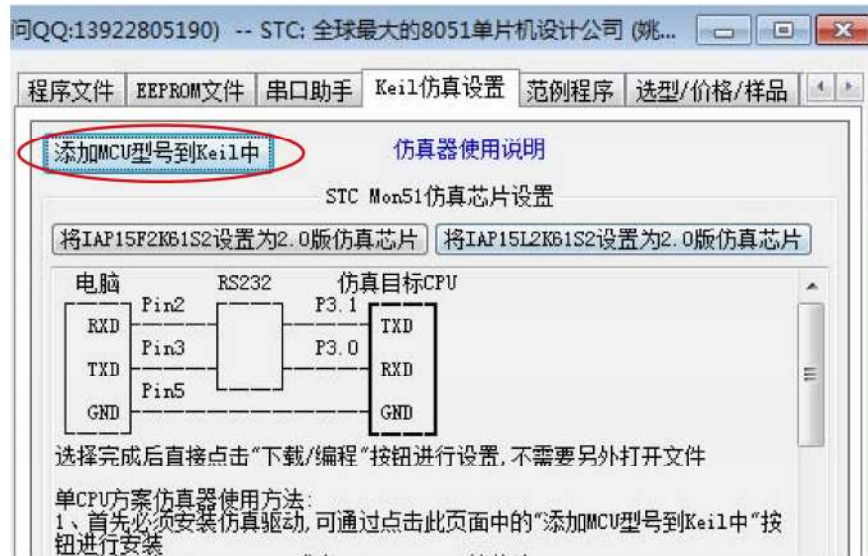 问QQ:13922805190) -- STC: 全球最大的8051单片机设计公司 (姚...
程序文件 EEPROM文件 串口助手 Keil仿真设置 范例程序 选型/价格/样品
添加MCU型号到Keil中 仿真器使用说明
STC Mon51仿真芯片设置
将IAP15F2K61S2设置为2.0版仿真芯片 将IAP15L2K61S2设置为2.0版仿真芯片
电脑 RS232 仿真目标CPU
Pin2 P3.1
RXD TXD
Pin3 P3.0
TXD RXD
Pin5
GND GND
选择完成后直接点击“下载/编程”按钮进行设置,不需要另外打开文件
单CPU方案仿真器使用方法:
1、首先必须安装仿真驱动,可通过点击此页面中的“添加MCU型号到Keil中“按
钮进行安装